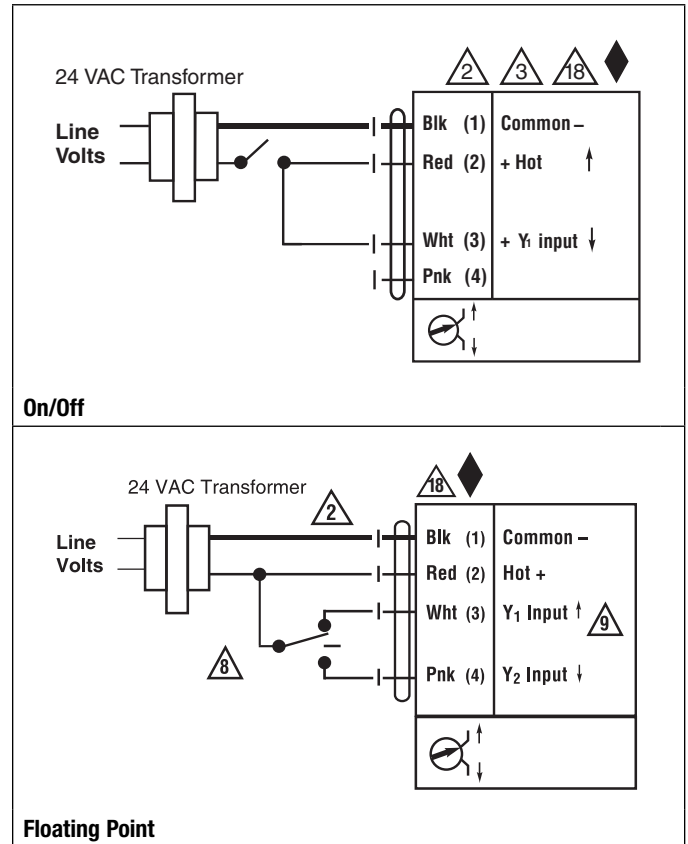 2 3 18
24 VAC Transformer
Line
Volts
Blk (1) Common –
Red (2) + Hot ↑
Wht (3) + Y1 input ↓
Pnk (4)
↑
↓
On/Off
18
24 VAC Transformer
2
Line
Volts
Blk (1) Common –
Red (2) Hot +
Wht (3) Y1 Input ↑ 9
8
Pnk (4) Y2 Input ↓
↑
↓
Floating Point